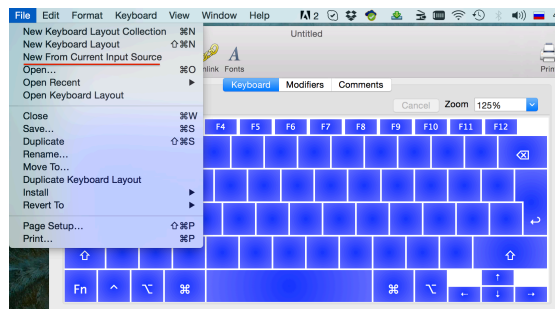 File Edit Format Keyboard View Window Help 2
Untitled
New Keyboard Layout Collection ⌘N
New Keyboard Layout ⇧⌘N
New From Current Input Source
Open... ⌘O
Open Recent ▶
Open Keyboard Layout
Close ⌘W
Save... ⌘S
Duplicate ⇧⌘S
Rename...
Move To...
Duplicate Keyboard Layout
Install ▶
Revert To ▶
Page Setup... ⇧⌘P
Print... ⌘P
Fonts
Keyboard Modifiers Comments
Cancel Zoom 125%
F4 F5 F6 F7 F8 F9 F10 F11 F12
⌫
↩
⇧ ⇧
Fn ^ ⌥ ⌘ ⌘ ⌥ ← ↑ ↓ →